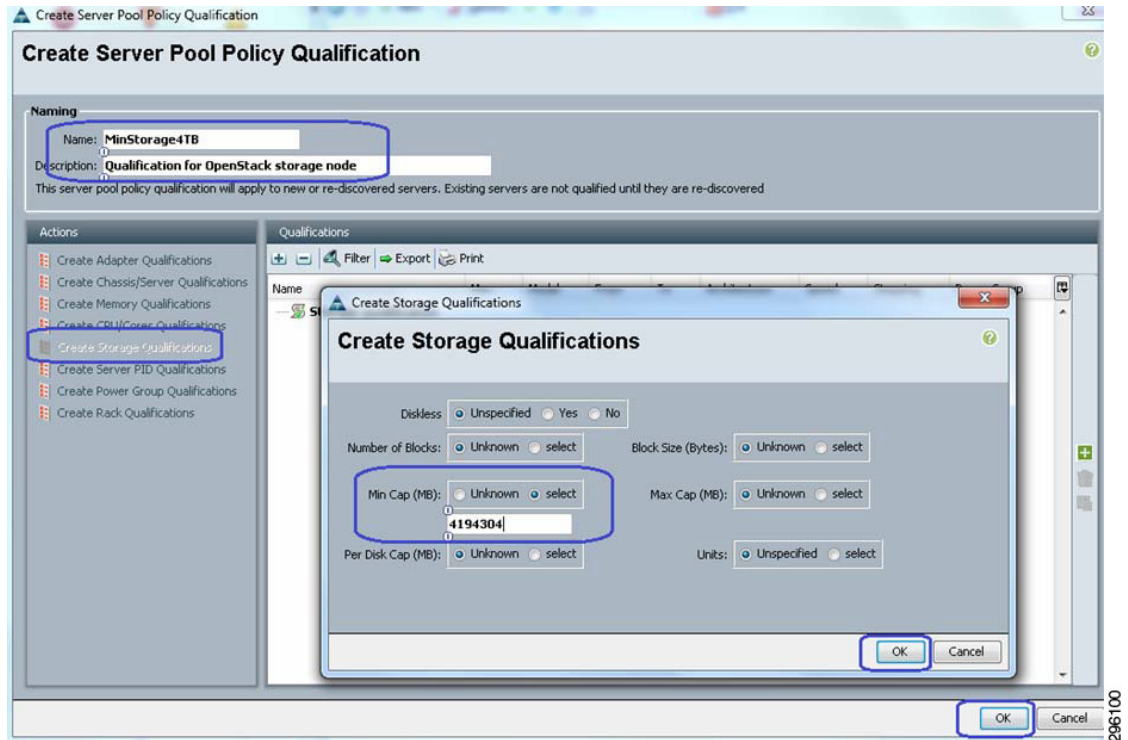 Create Server Pool Policy Qualification
Create Server Pool Policy Qualification
Naming
Name: MinStorage4TB
Description: Qualification for OpenStack storage node
This server pool policy qualification will apply to new or re-discovered servers. Existing servers are not qualified until they are re-discovered
Actions
Create Adapter Qualifications
Create Chassis/Server Qualifications
Create Memory Qualifications
Create CPU/Cores Qualifications
Create Storage Qualifications
Create Server PID Qualifications
Create Power Group Qualifications
Create Rack Qualifications
Qualifications
Filter Export Print
Name
Create Storage Qualifications
Create Storage Qualifications
Diskless Unspecified Yes No
Number of Blocks: Unknown select Block Size (Bytes): Unknown select
Min Cap (MB): Unknown select Max Cap (MB): Unknown select
4194304
Per Disk Cap (MB): Unknown select Units: Unspecified select
OK Cancel
OK Cancel
296100